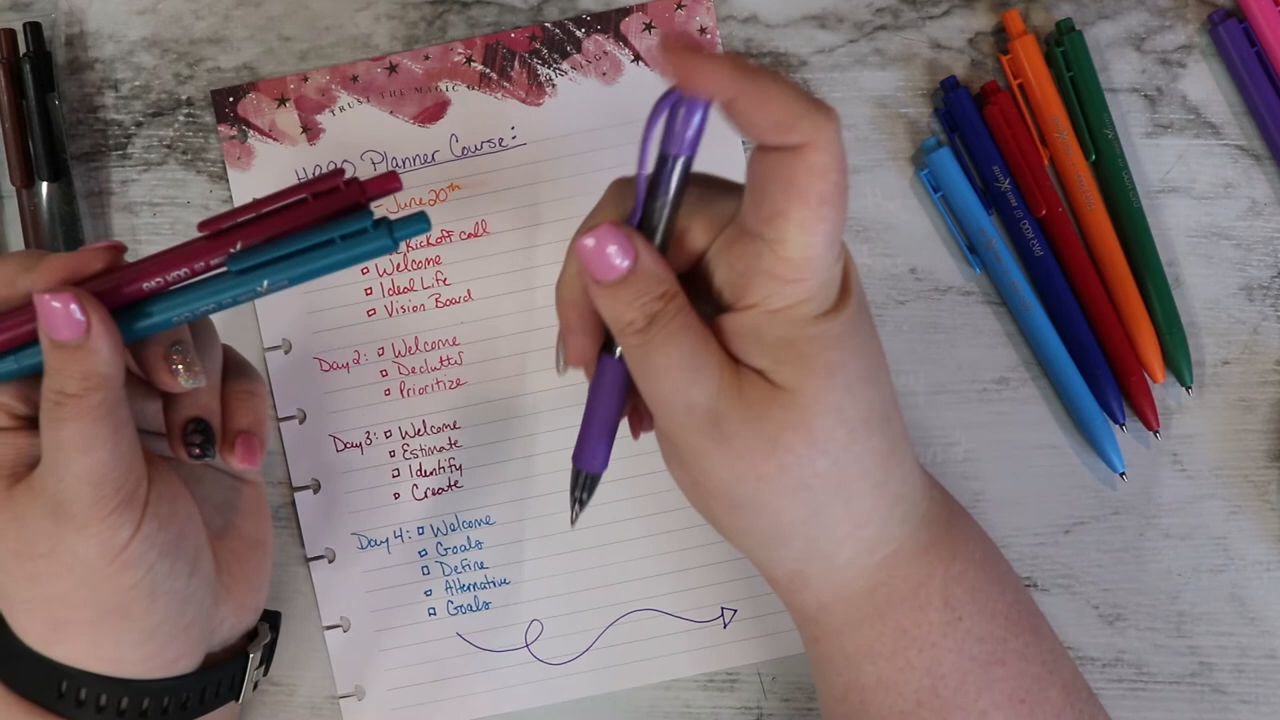 TRUST THE MAGIC
Planner Course:
-June 20th
Kickoff call
Welcome
Ideal Life
Vision Board
Day 2: Welcome
Declutter
Prioritize
Day 3: Welcome
Estimate
Identify
Create
Day 4: Welcome
Goals
Define
Alternative
Goals